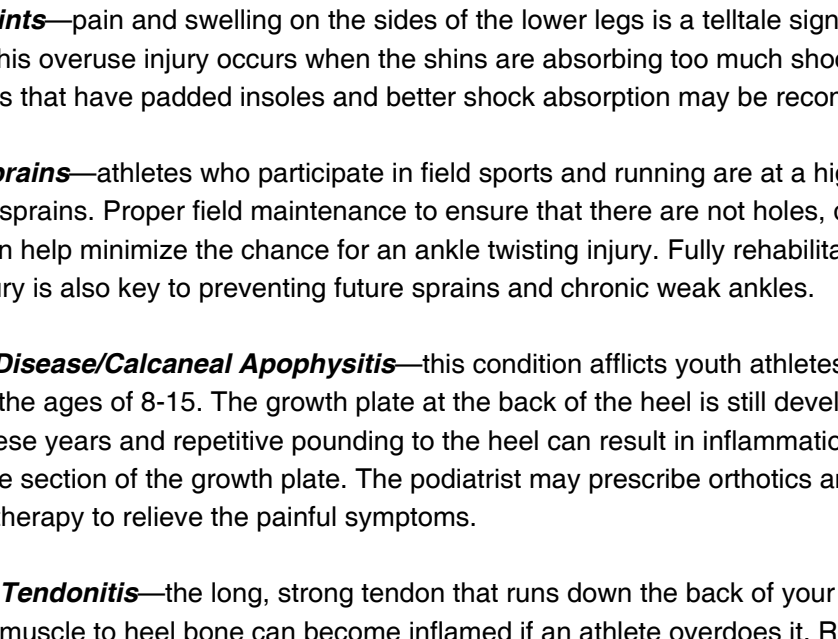 ints—pain and swelling on the sides of the lower legs is a telltale sign
his overuse injury occurs when the shins are absorbing too much shoc
s that have padded insoles and better shock absorption may be recon
prains—athletes who participate in field sports and running are at a hig
sprains. Proper field maintenance to ensure that there are not holes,
n help minimize the chance for an ankle twisting injury. Fully rehabilita
ury is also key to preventing future sprains and chronic weak ankles.
Disease/Calcaneal Apophysitis—this condition afflicts youth athletes
the ages of 8-15. The growth plate at the back of the heel is still devel
ese years and repetitive pounding to the heel can result in inflammatio
e section of the growth plate. The podiatrist may prescribe orthotics a
therapy to relieve the painful symptoms.
Tendonitis—the long, strong tendon that runs down the back of your
muscle to heel bone can become inflamed if an athlete overdoes it.